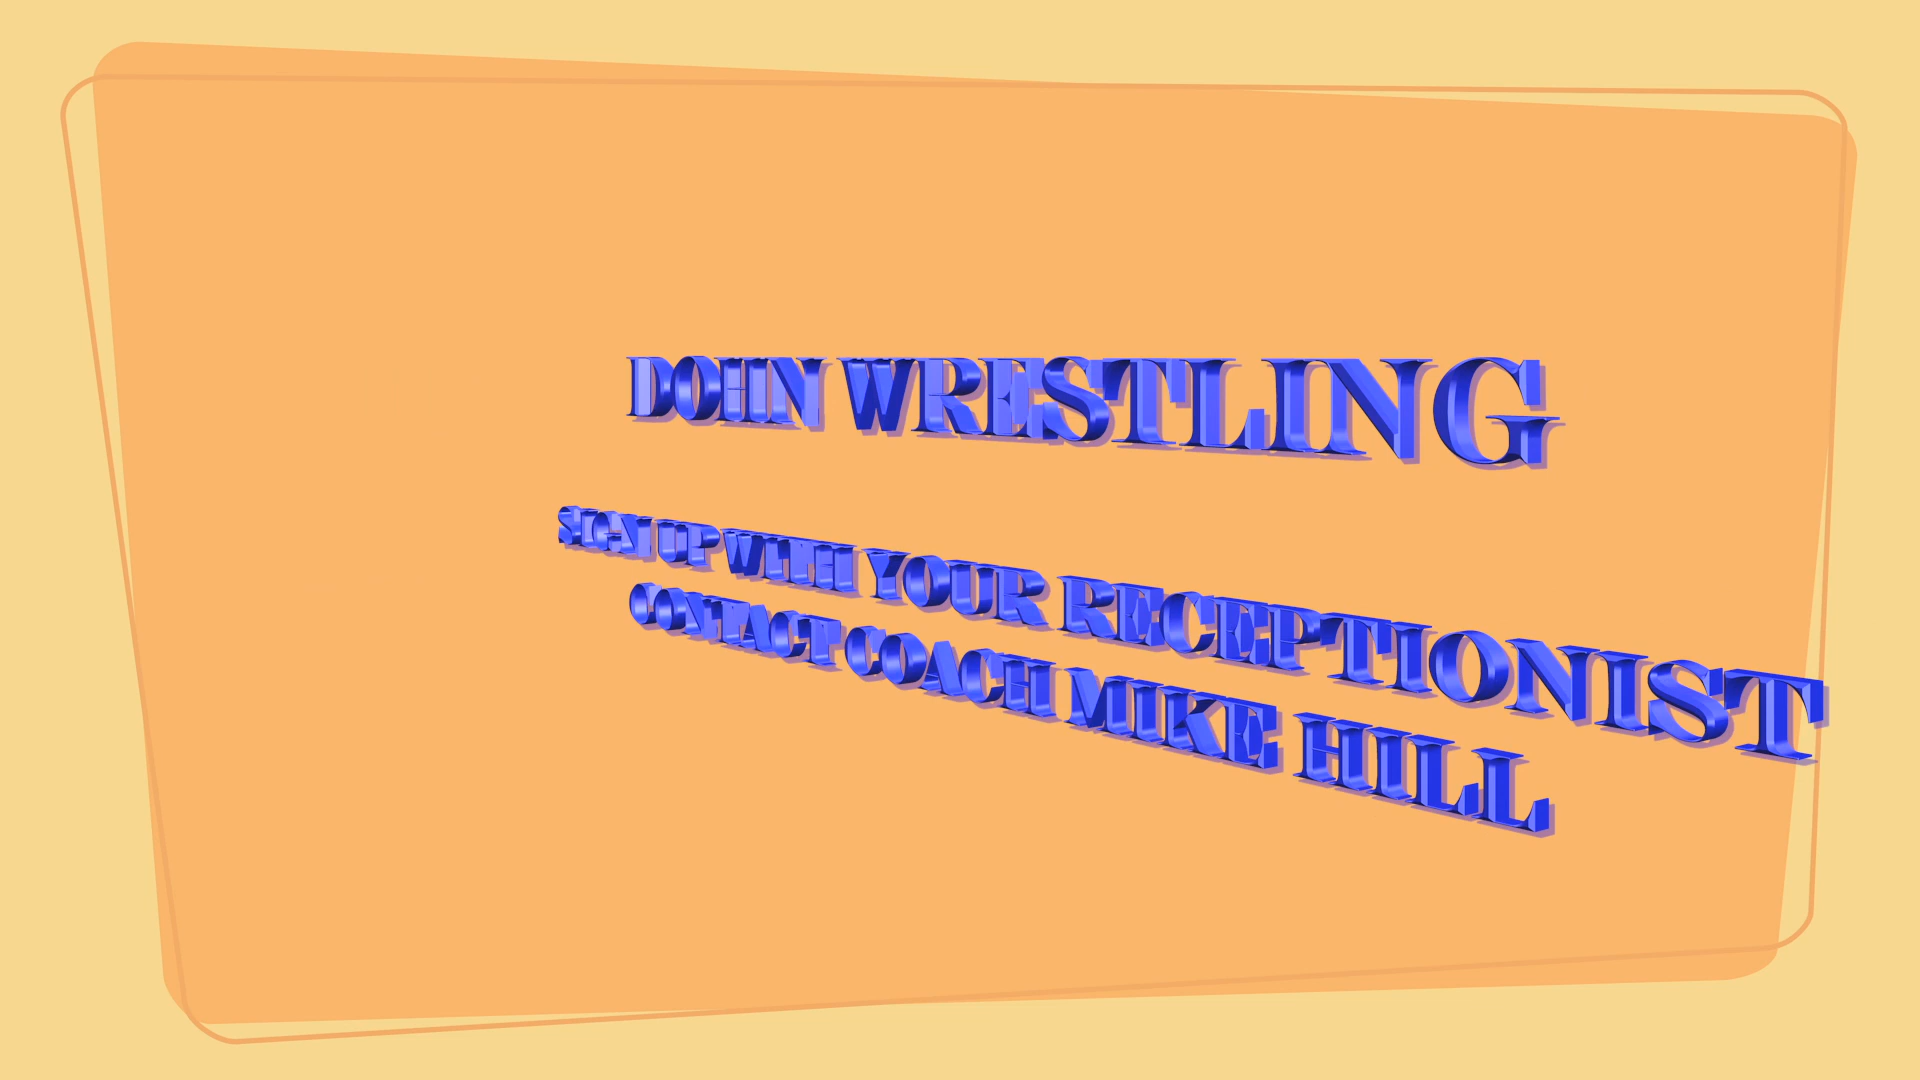 DOHN WRESTLING
SIGN UP WITH YOUR RECEPTIONIST
CONTACT COACH MIKE HILL